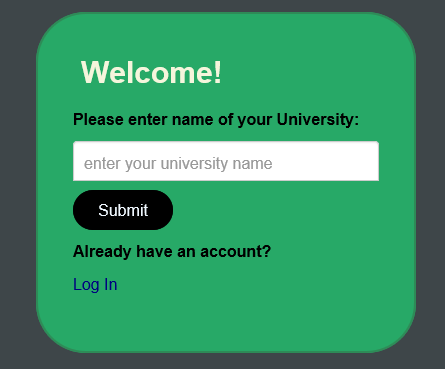 Welcome!
Please enter name of your University:
enter your university name
Submit
Already have an account?
Log In